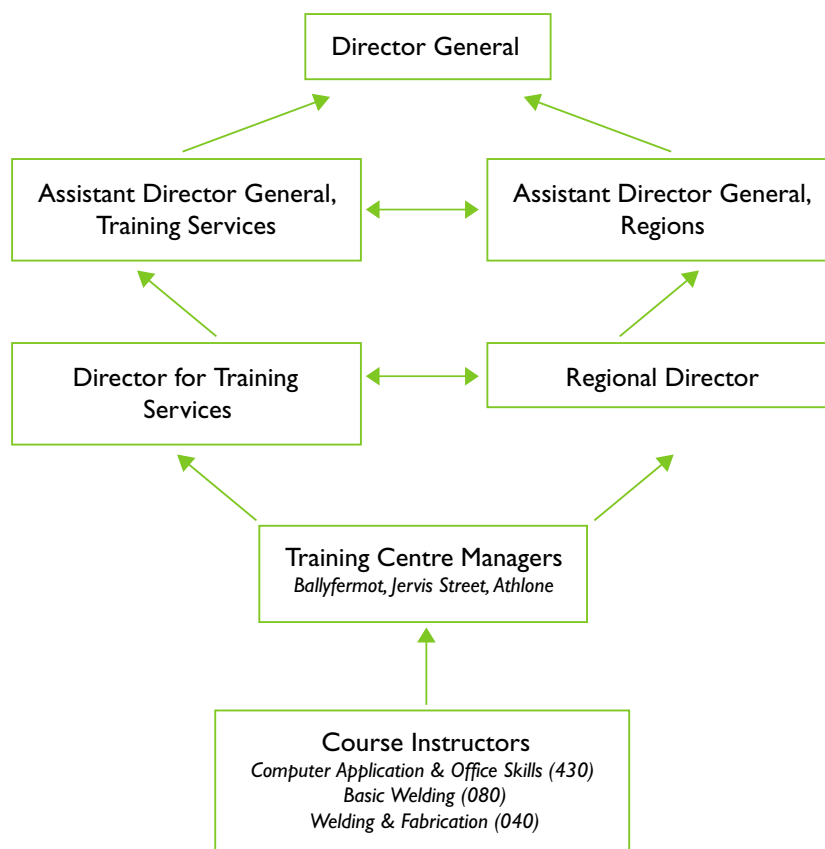 Director General
Assistant Director General,
Training Services
Assistant Director General,
Regions
Director for Training
Services
Regional Director
Training Centre Managers
Ballyfermot, Jervis Street, Athlone
Course Instructors
Computer Application & Office Skills (430)
Basic Welding (080)
Welding & Fabrication (040)